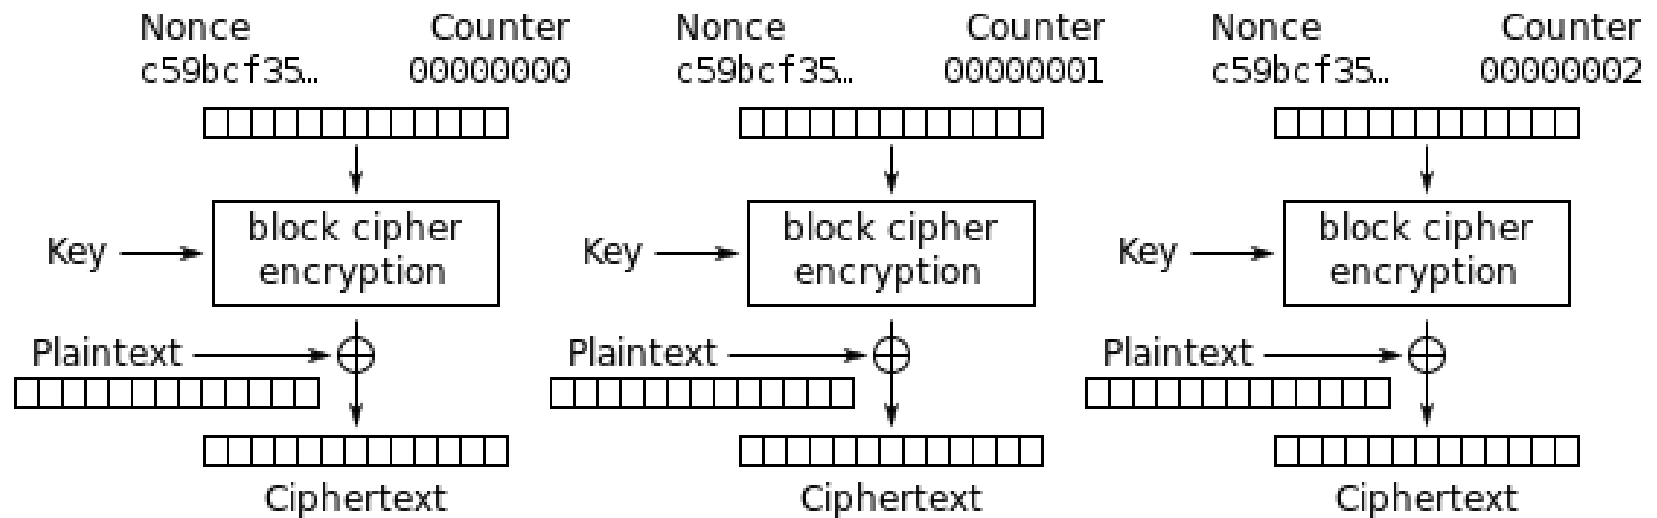 Nonce Counter Nonce Counter Nonce Counter
c59bcf35… 00000000 c59bcf35… 00000001 c59bcf35… 00000002
Key block cipher encryption Key block cipher encryption Key block cipher encryption
Plaintext Plaintext Plaintext
Ciphertext Ciphertext Ciphertext